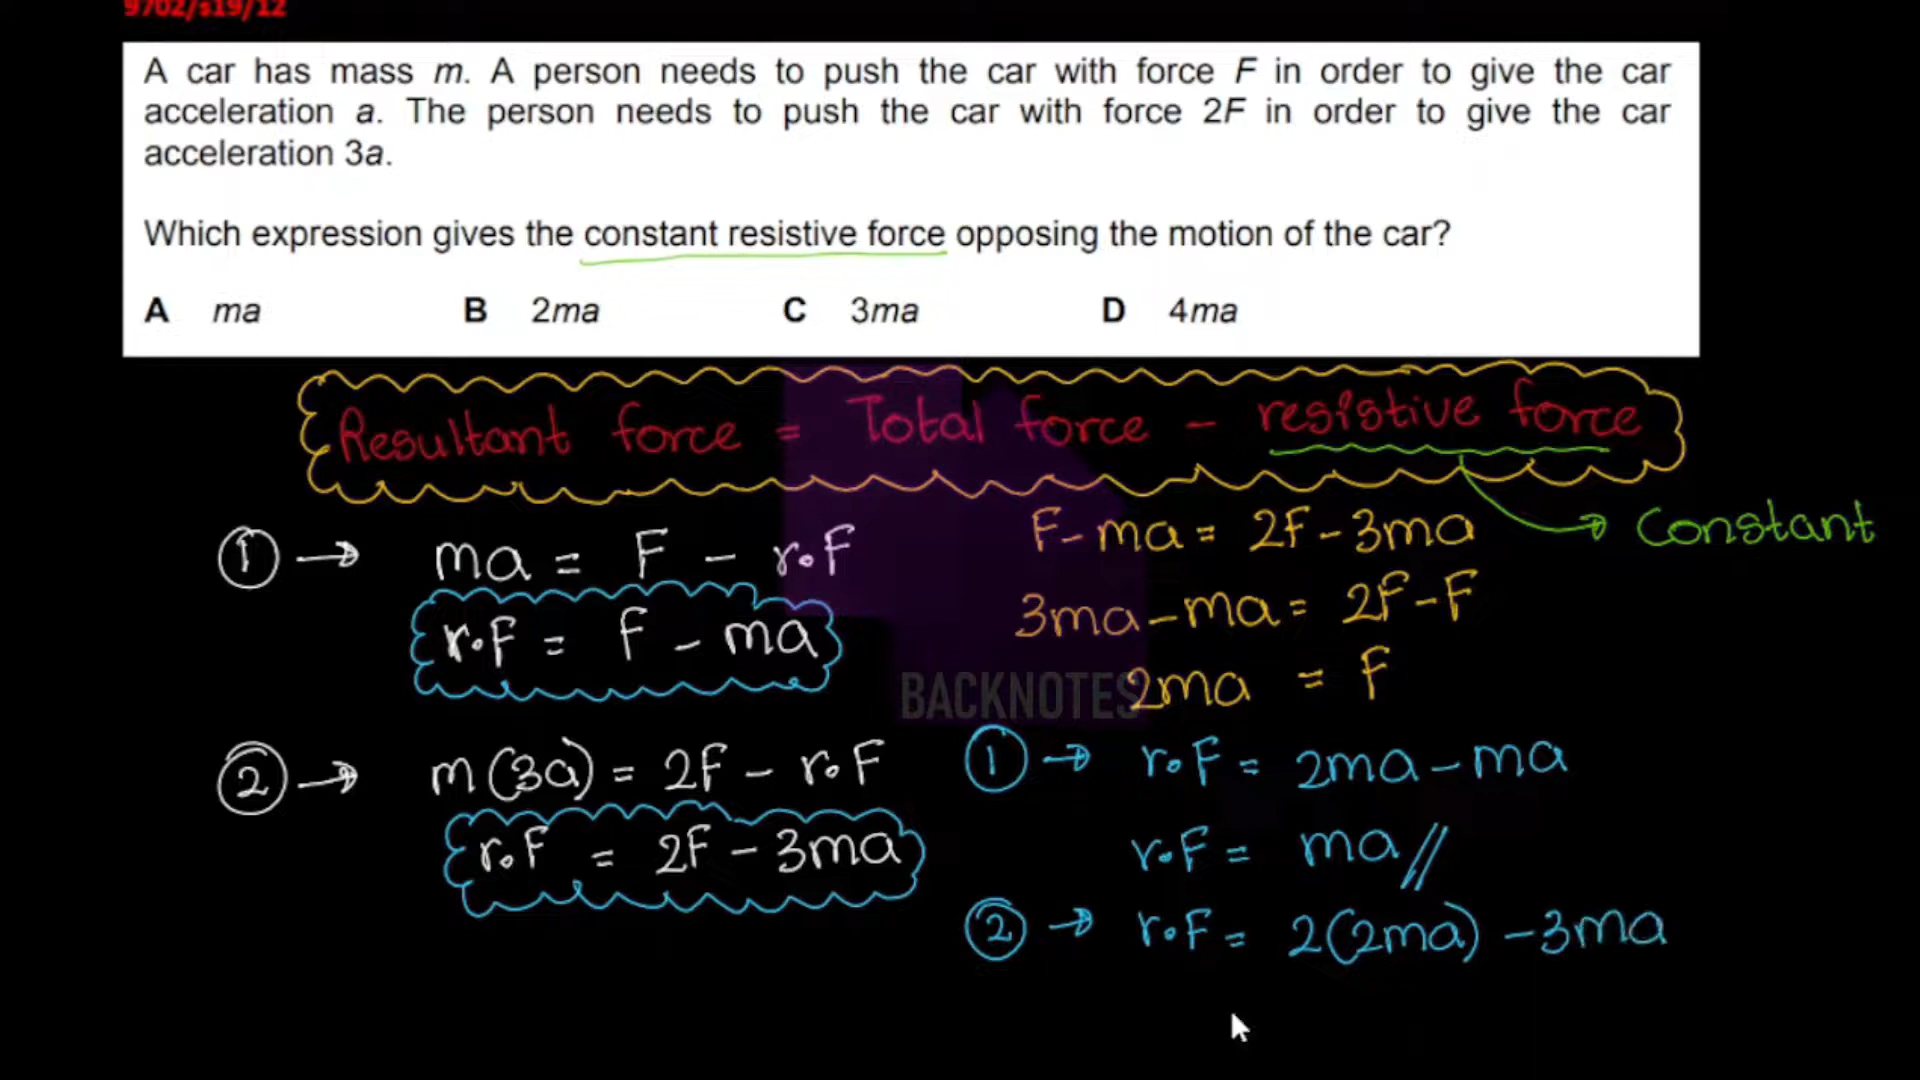 9702/s19/12
A car has mass m. A person needs to push the car with force F in order to give the car
acceleration a. The person needs to push the car with force 2F in order to give the car
acceleration 3a.
Which expression gives the constant resistive force opposing the motion of the car?
A ma B 2ma C 3ma D 4ma
Resultant force = Total force - resistive force
Constant
① → ma = F - r.F
r.F = F - ma
② → m(3a) = 2F - r.F
r.F = 2F - 3ma
F - ma = 2F - 3ma
3ma - ma = 2F - F
2ma = F
BACKNOTES
① → r.F = 2ma - ma
r.F = ma //
② → r.F = 2(2ma) - 3ma